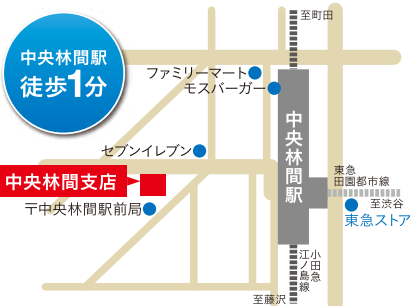 至町田
中央林間駅
徒歩1分
ファミリーマート
モスバーガー
中央林間駅
セブンイレブン
中央林間支店
〒中央林間駅前局
東急
田園都市線
至渋谷
東急ストア
小田急
江ノ島線
至藤沢